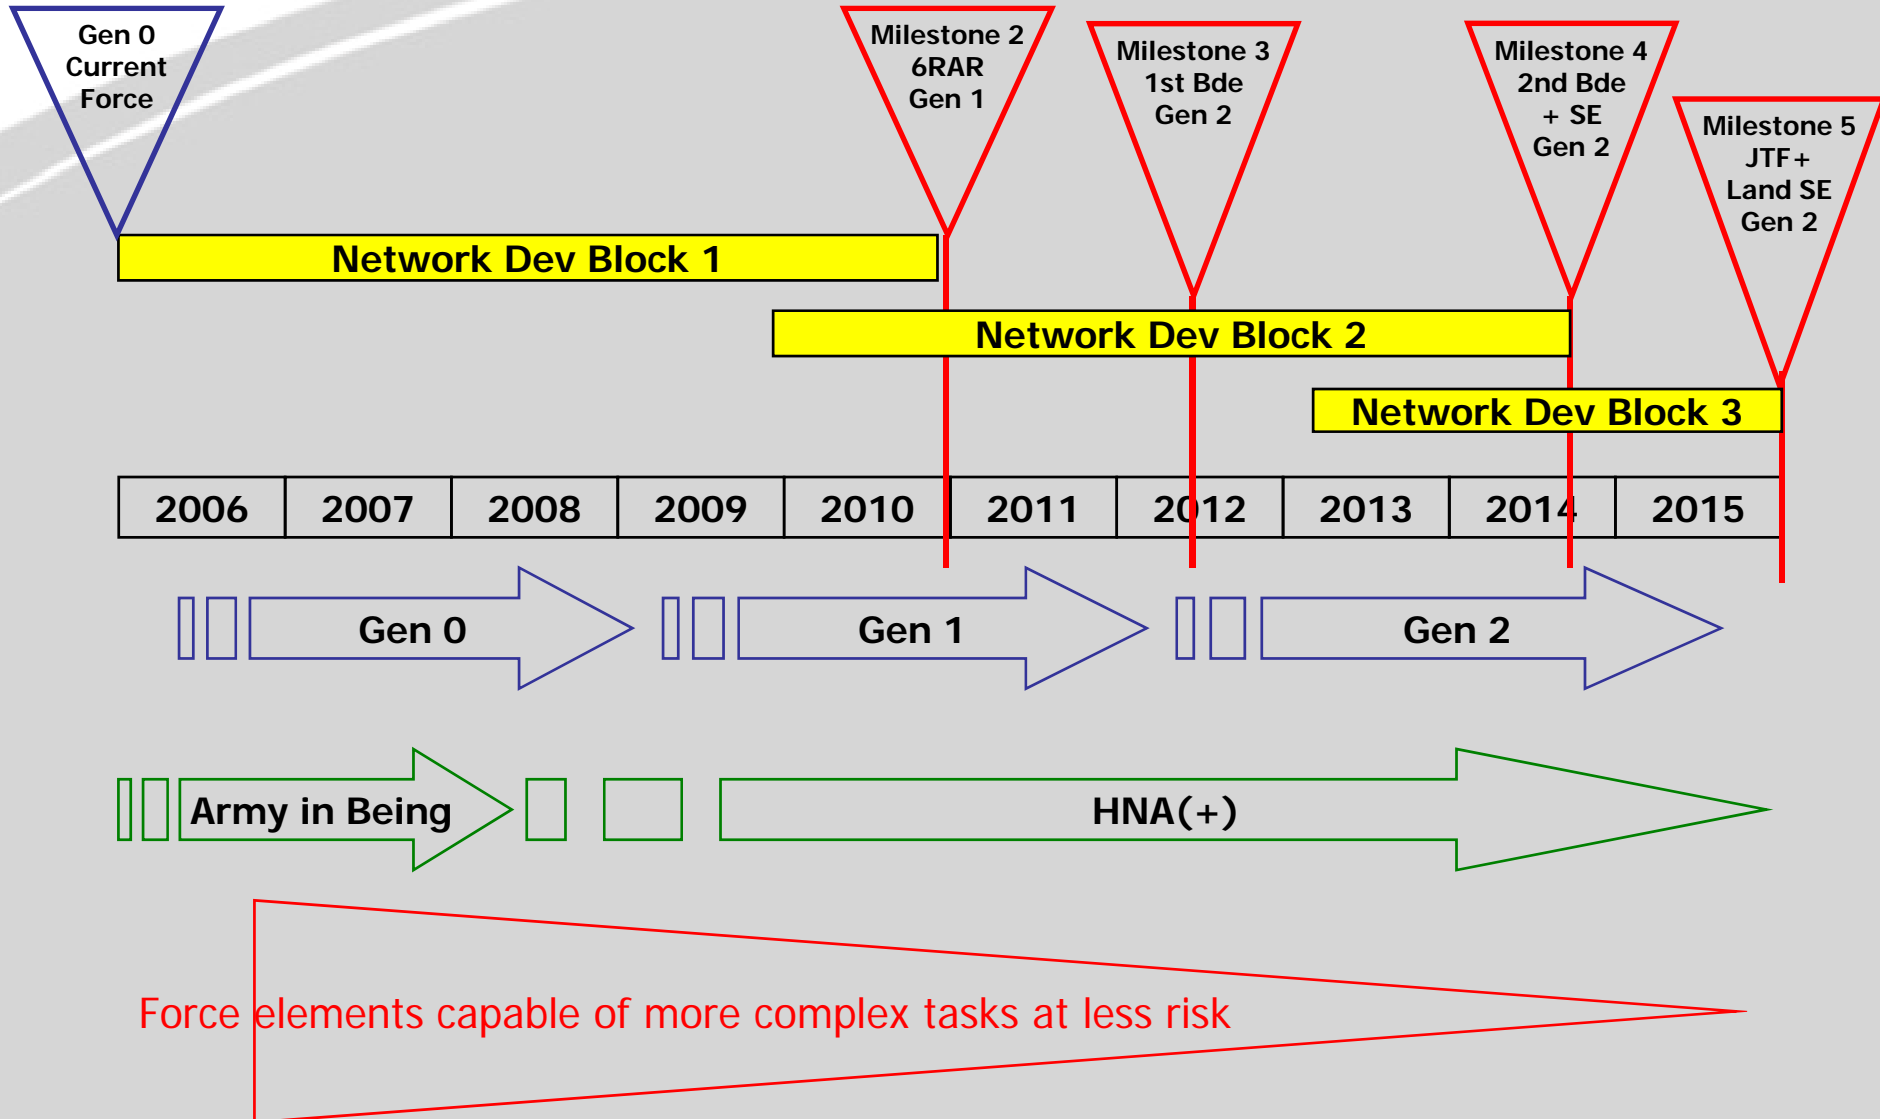 Gen 0
Current
Force
Milestone 2
6RAR
Gen 1
Milestone 3
1st Bde
Gen 2
Milestone 4
2nd Bde
+ SE
Gen 2
Milestone 5
JTF+
Land SE
Gen 2
Network Dev Block 1
Network Dev Block 2
Network Dev Block 3
2006 2007 2008 2009 2010 2011 2012 2013 2014 2015
Gen 0 Gen 1 Gen 2
Army in Being HNA(+)
Force elements capable of more complex tasks at less risk